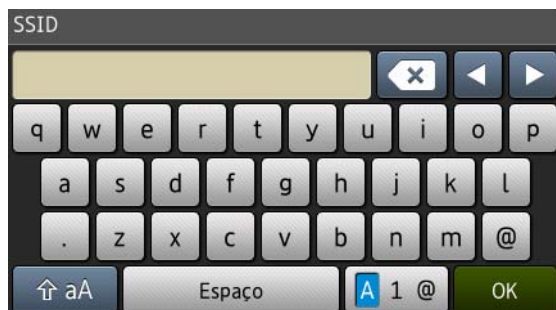 SSID
q w e r t y u i o p
a s d f g h j k l
. z x c v b n m @
aA Espaço A 1 @ OK